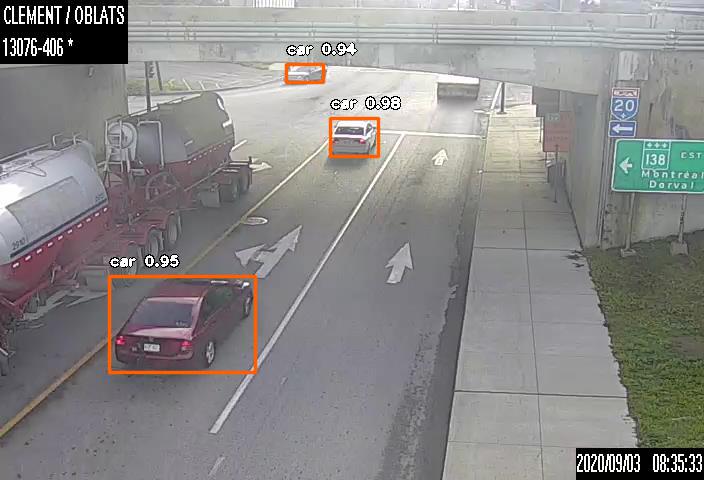 CLEMENT / OBLATS
13076-406 *
car 0.94
car 0.93
20
138
EST
Montréal
Dorval
car 0.95
2020/09/03 08:35:33